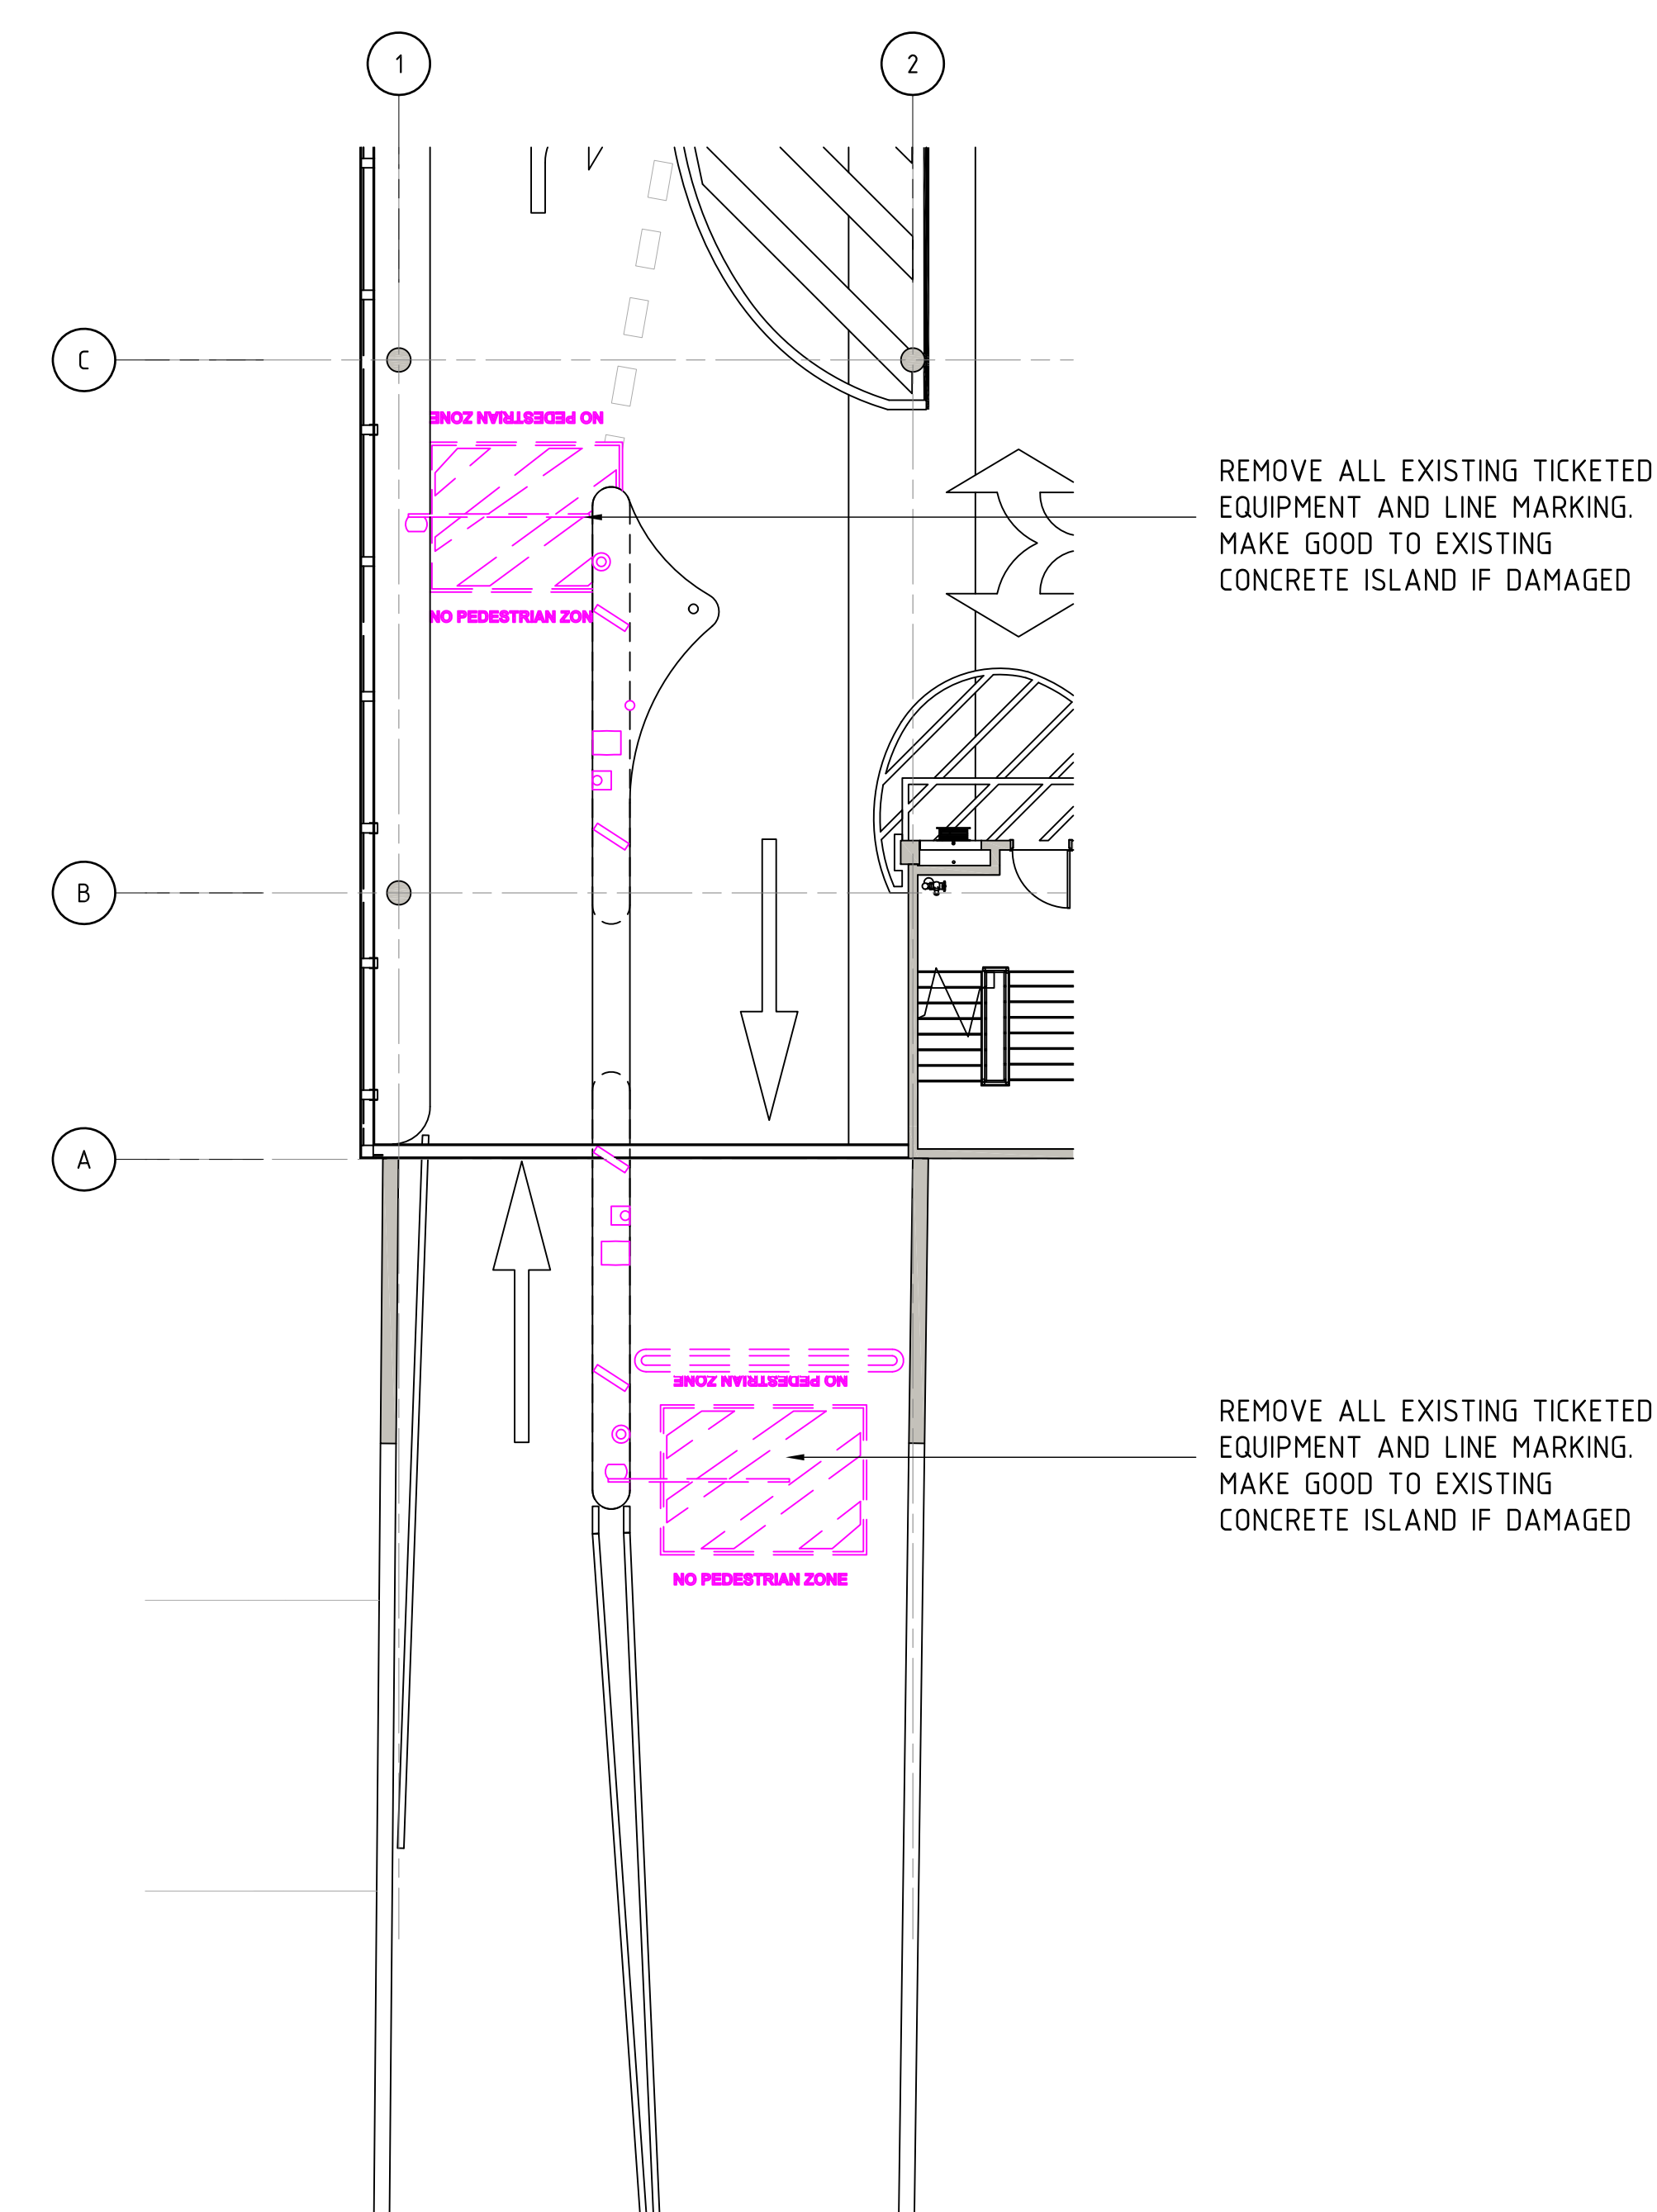 1
2
C
NO PEDESTRIAN ZONE
REMOVE ALL EXISTING TICKETED
EQUIPMENT AND LINE MARKING.
MAKE GOOD TO EXISTING
CONCRETE ISLAND IF DAMAGED
NO PEDESTRIAN ZON
B
A
NO PEDESTRIAN ZONE
REMOVE ALL EXISTING TICKETED
EQUIPMENT AND LINE MARKING.
MAKE GOOD TO EXISTING
CONCRETE ISLAND IF DAMAGED
NO PEDESTRIAN ZONE